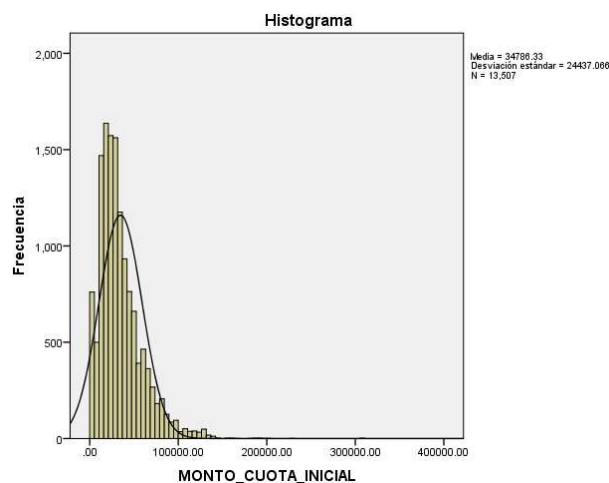 Histograma
Media = 34786.33
Desviación estándar = 24437.066
N = 13,507
2,000
1,500
1,000
500
0
Frecuencia
.00
100000.00
200000.00
300000.00
400000.00
MONTO_CUOTA_INICIAL